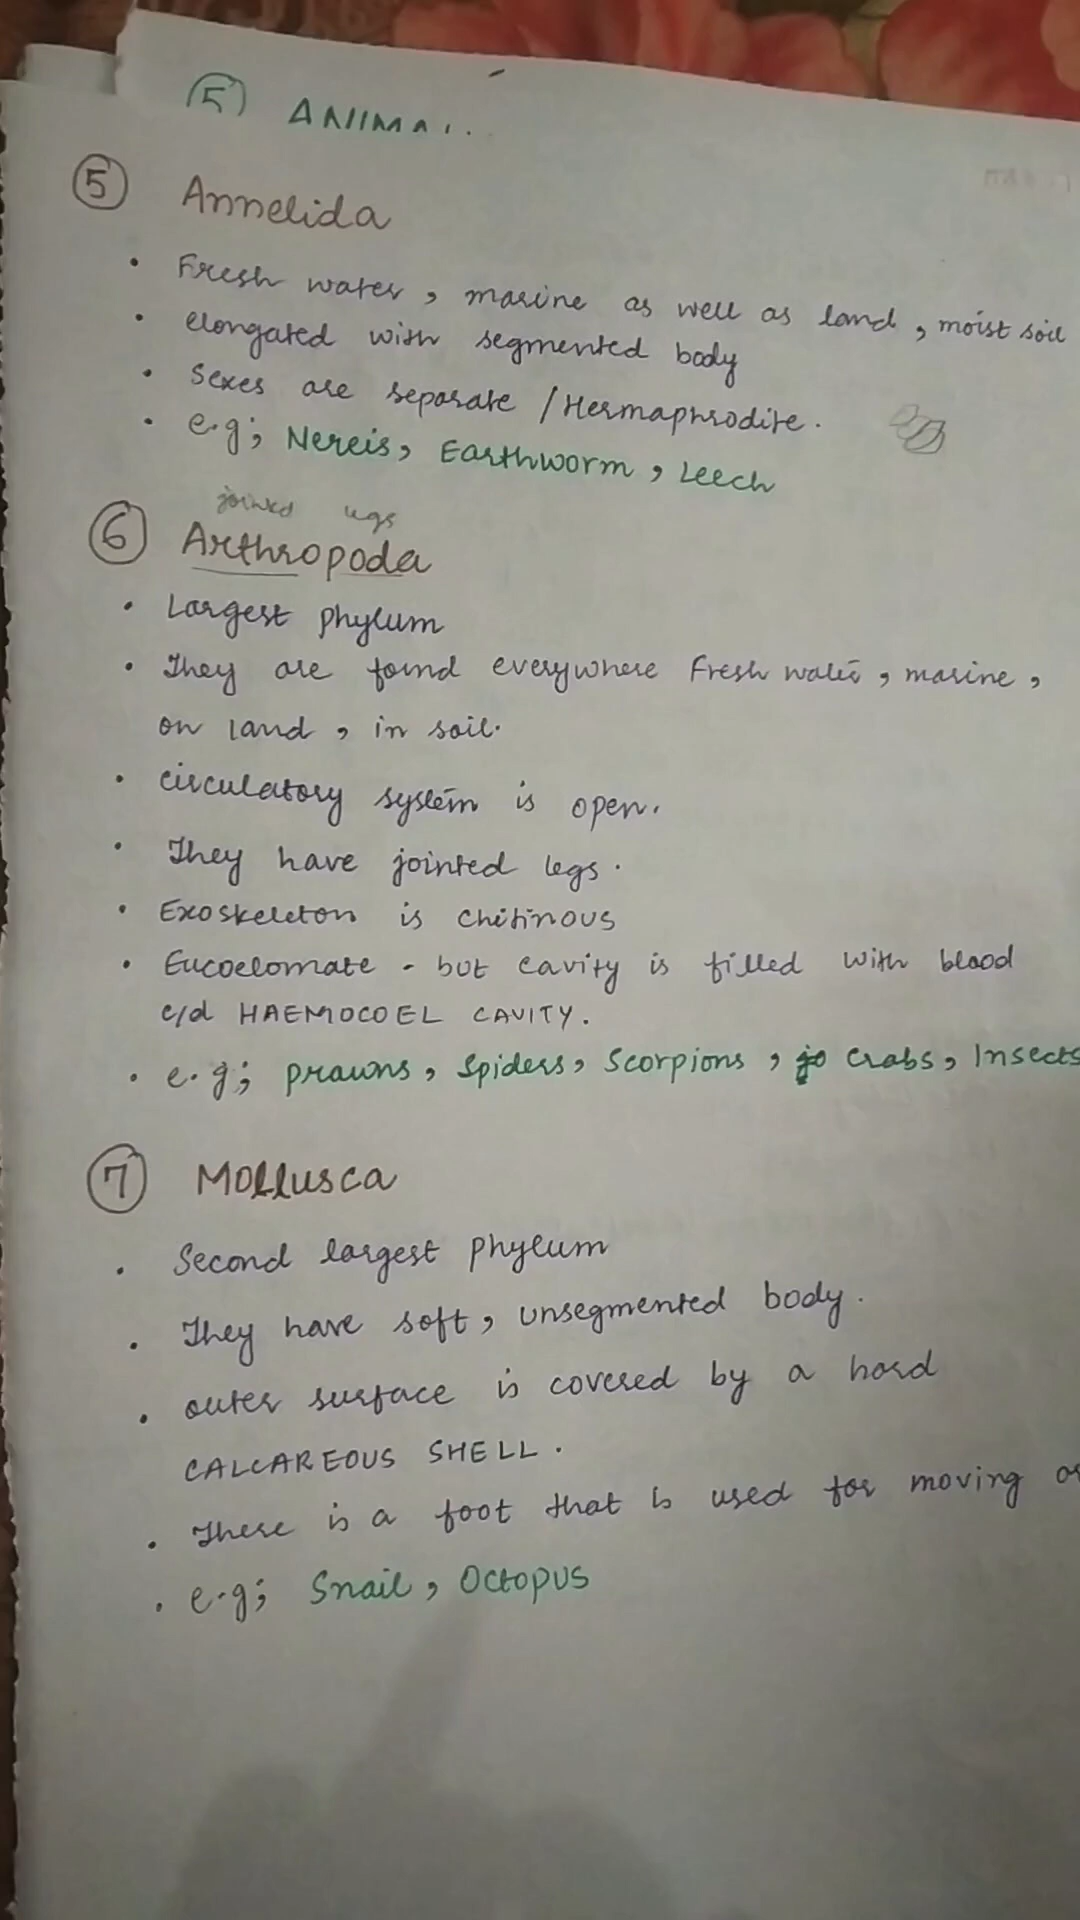 5 ANIMAL
5 Annelida
• Fresh water, marine as well as land, moist soil
• elongated with segmented body
• Sexes are separate / Hermaphrodite.
• e.g; Nereis, Earthworm, Leech
jointed legs
6 Arthropoda
• Largest phylum
• They are found everywhere Fresh water, marine,
on land, in soil.
• circulatory system is open.
• They have jointed legs.
• Exoskeleton is chitinous
• Eucoelomate - but cavity is filled with blood
c/d HAEMOCOEL CAVITY.
• e.g; prawns, Spiders, Scorpions, Crabs, Insects
7 Mollusca
• Second largest phylum
• They have soft, unsegmented body.
• outer surface is covered by a hard
CALCAREOUS SHELL.
• There is a foot that is used for moving
• e.g; Snail, Octopus